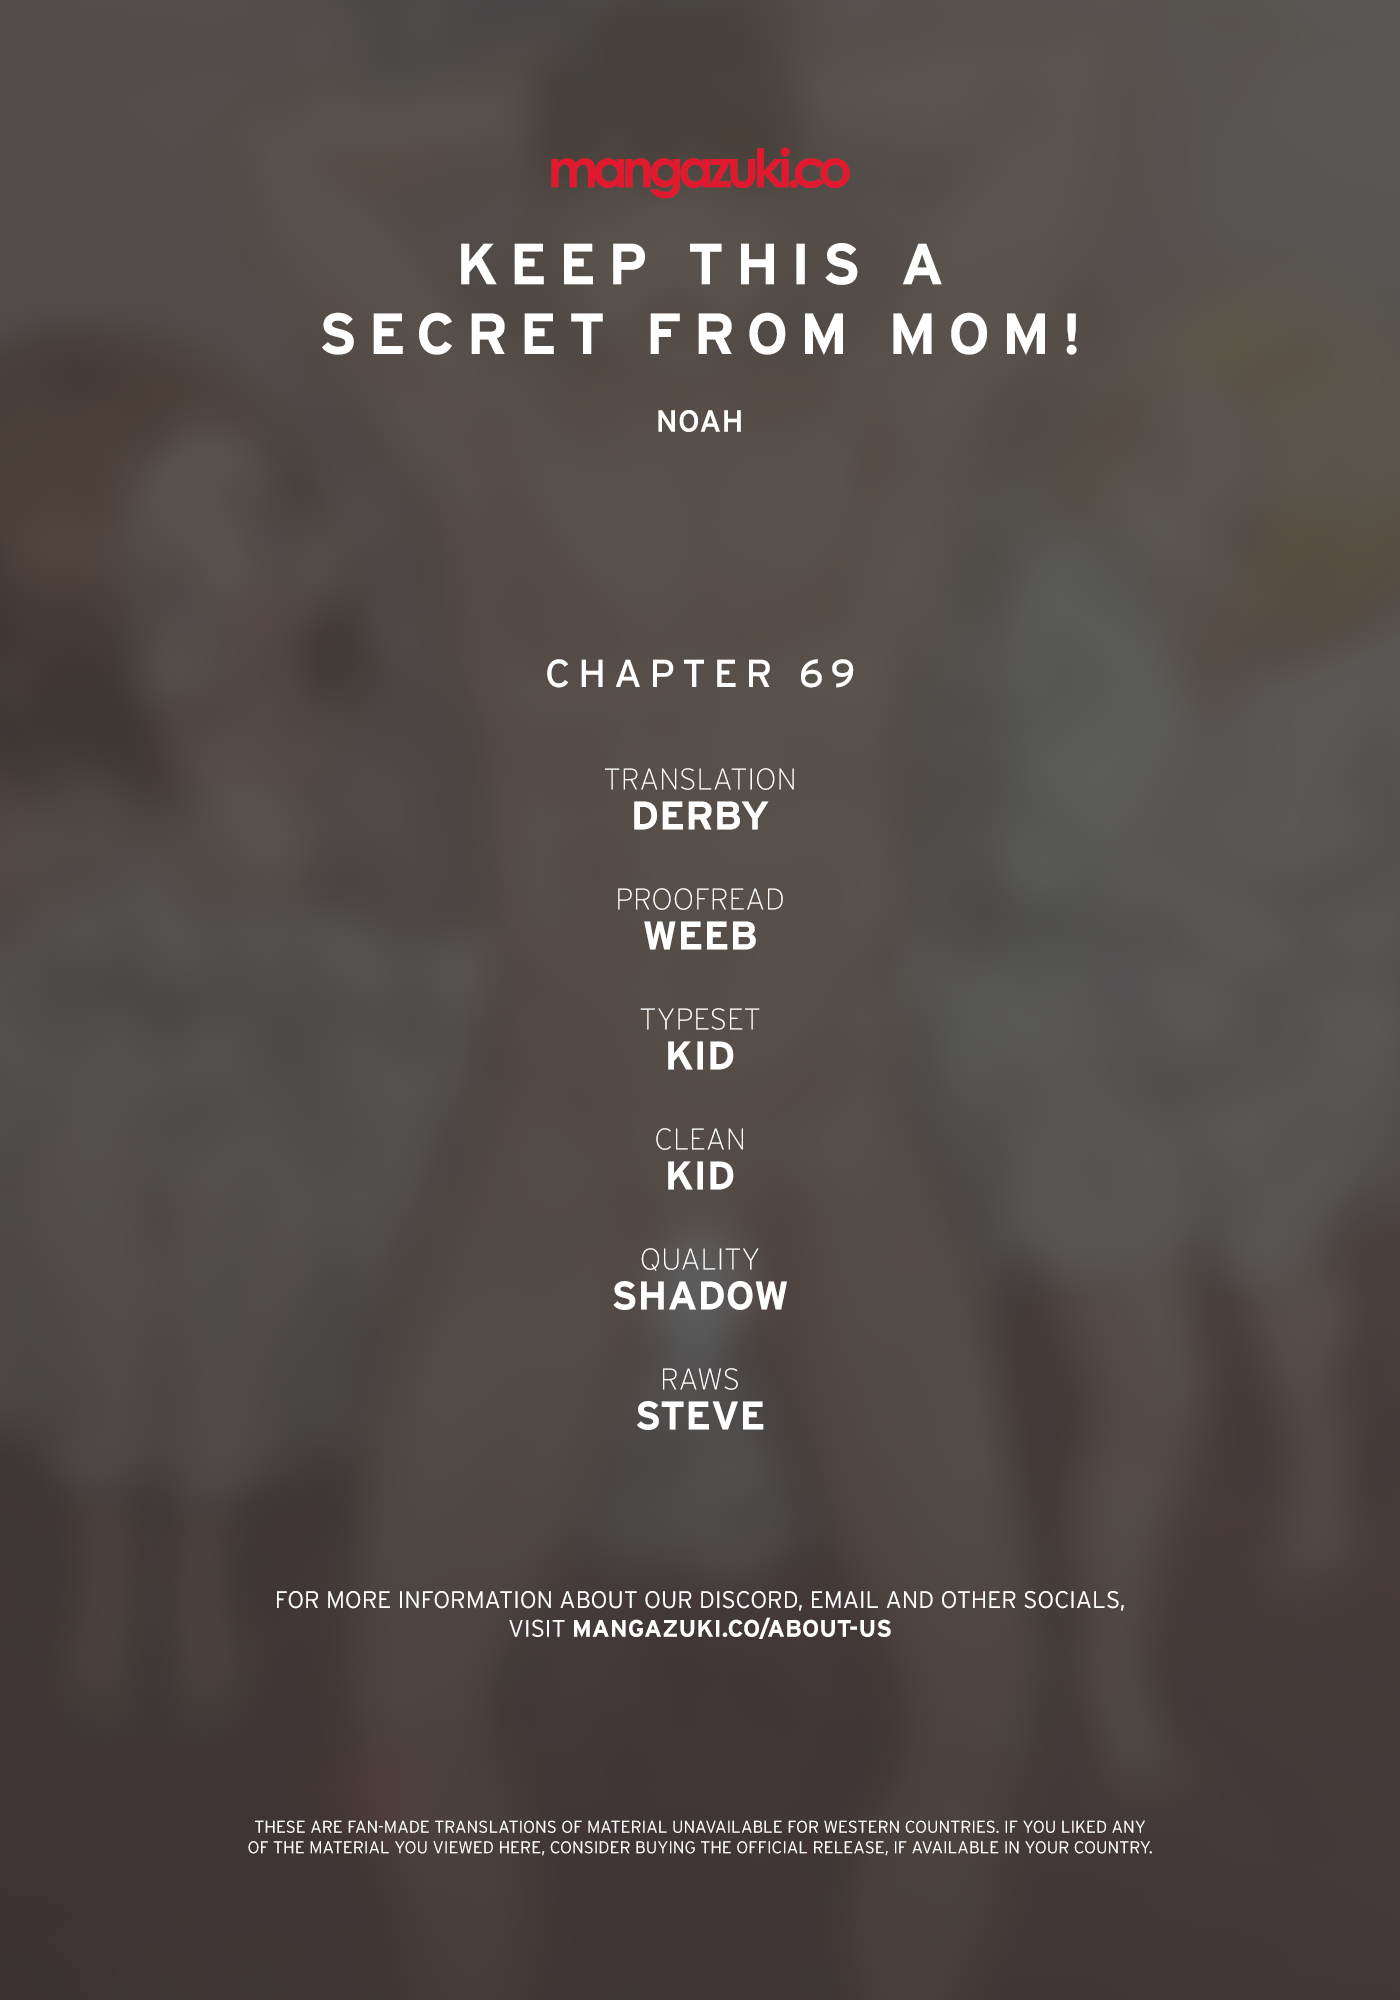 mangazuki.co
KEEP THIS A
SECRET FROM MOM!
NOAH
CHAPTER 69
TRANSLATION
DERBY
PROOFREAD
WEEB
TYPESET
KID
CLEAN
KID
QUALITY
SHADOW
RAWS
STEVE
FOR MORE INFORMATION ABOUT OUR DISCORD, EMAIL AND OTHER SOCIALS,
VISIT MANGAZUKI.CO/ABOUT-US
THESE ARE FAN-MADE TRANSLATIONS OF MATERIAL UNAVAILABLE FOR WESTERN COUNTRIES. IF YOU LIKED ANY
OF THE MATERIAL YOU VIEWED HERE, CONSIDER BUYING THE OFFICIAL RELEASE, IF AVAILABLE IN YOUR COUNTRY.